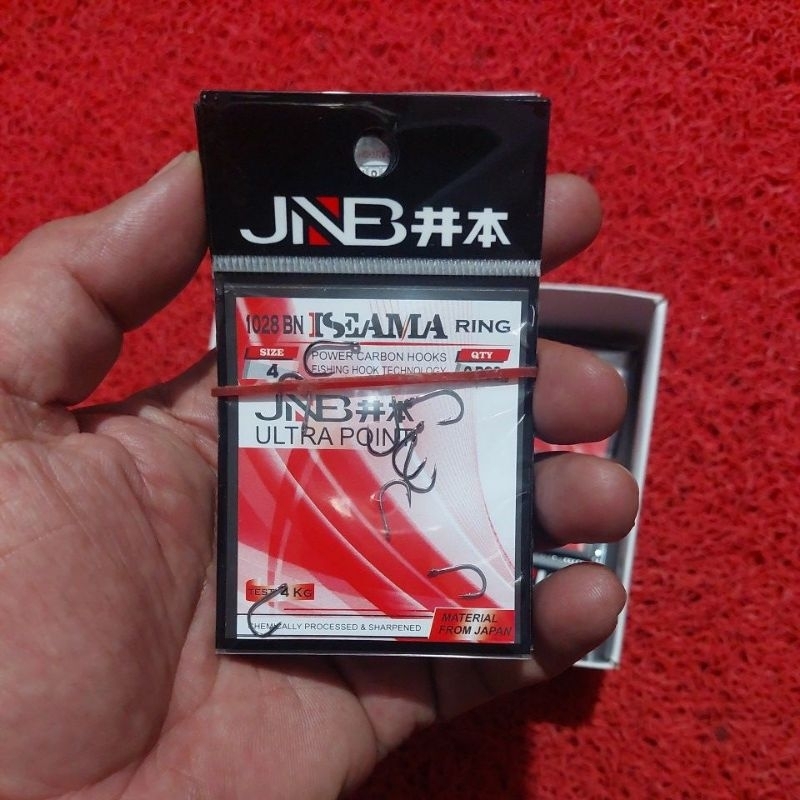 JNB井本
1028 BN ISEAMA RING
SIZE POWER CARBON HOOKS QTY
4 FISHING HOOK TECHNOLOGY
JNB井本
ULTRA POINT
TEST 4 KG
CHEMICALLY PROCESSED & SHARPENED
MATERIAL
FROM JAPAN